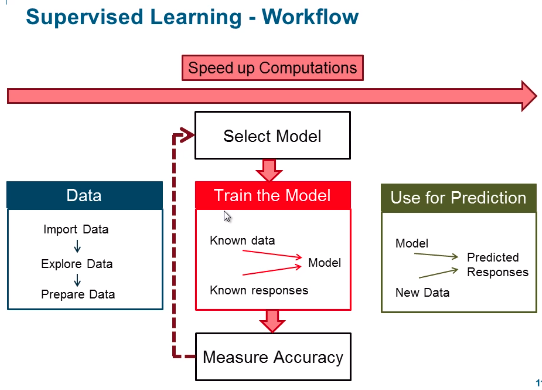 Supervised Learning - Workflow
Speed up Computations
Select Model
Data
Import Data
Explore Data
Prepare Data
Train the Model
Known data
Model
Known responses
Measure Accuracy
Use for Prediction
Model
Predicted
Responses
New Data